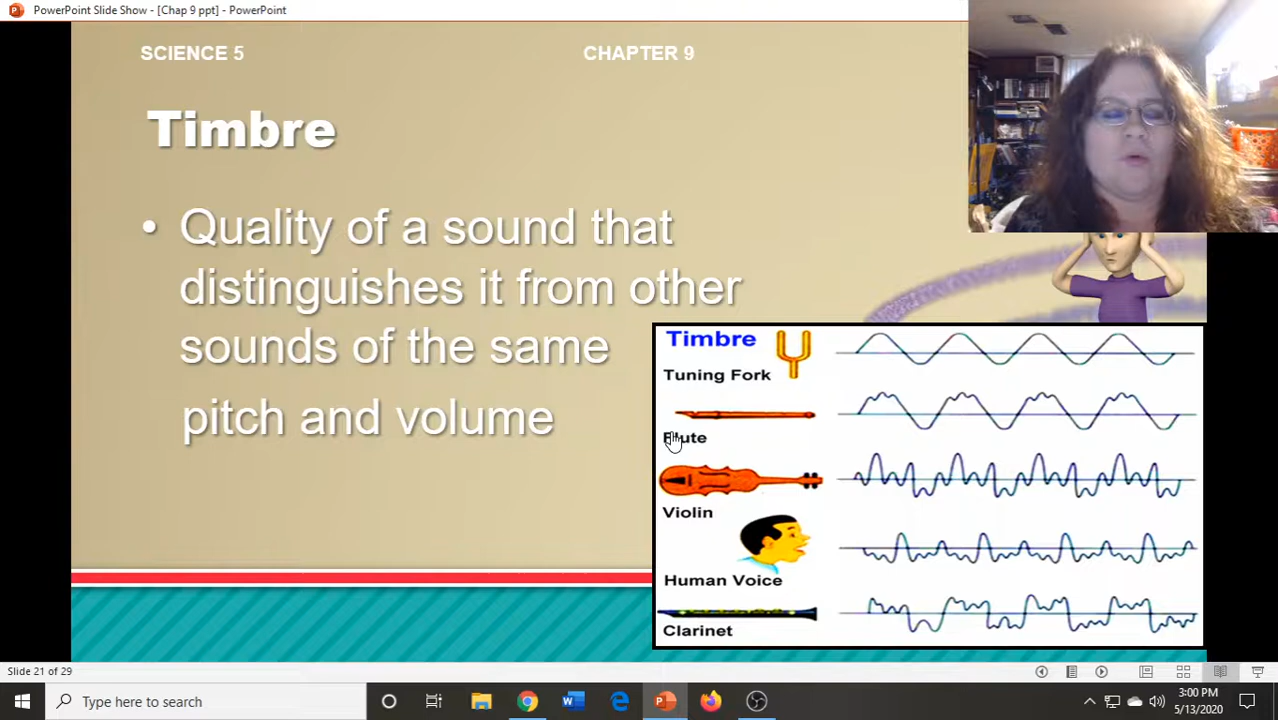 PowerPoint Slide Show - [Chap 9 ppt] - PowerPoint
SCIENCE 5
CHAPTER 9
Timbre
• Quality of a sound that
distinguishes it from other
sounds of the same
pitch and volume
Timbre
Tuning Fork
Flute
Violin
Human Voice
Clarinet
Slide 21 of 29
Type here to search
3:00 PM
5/13/2020